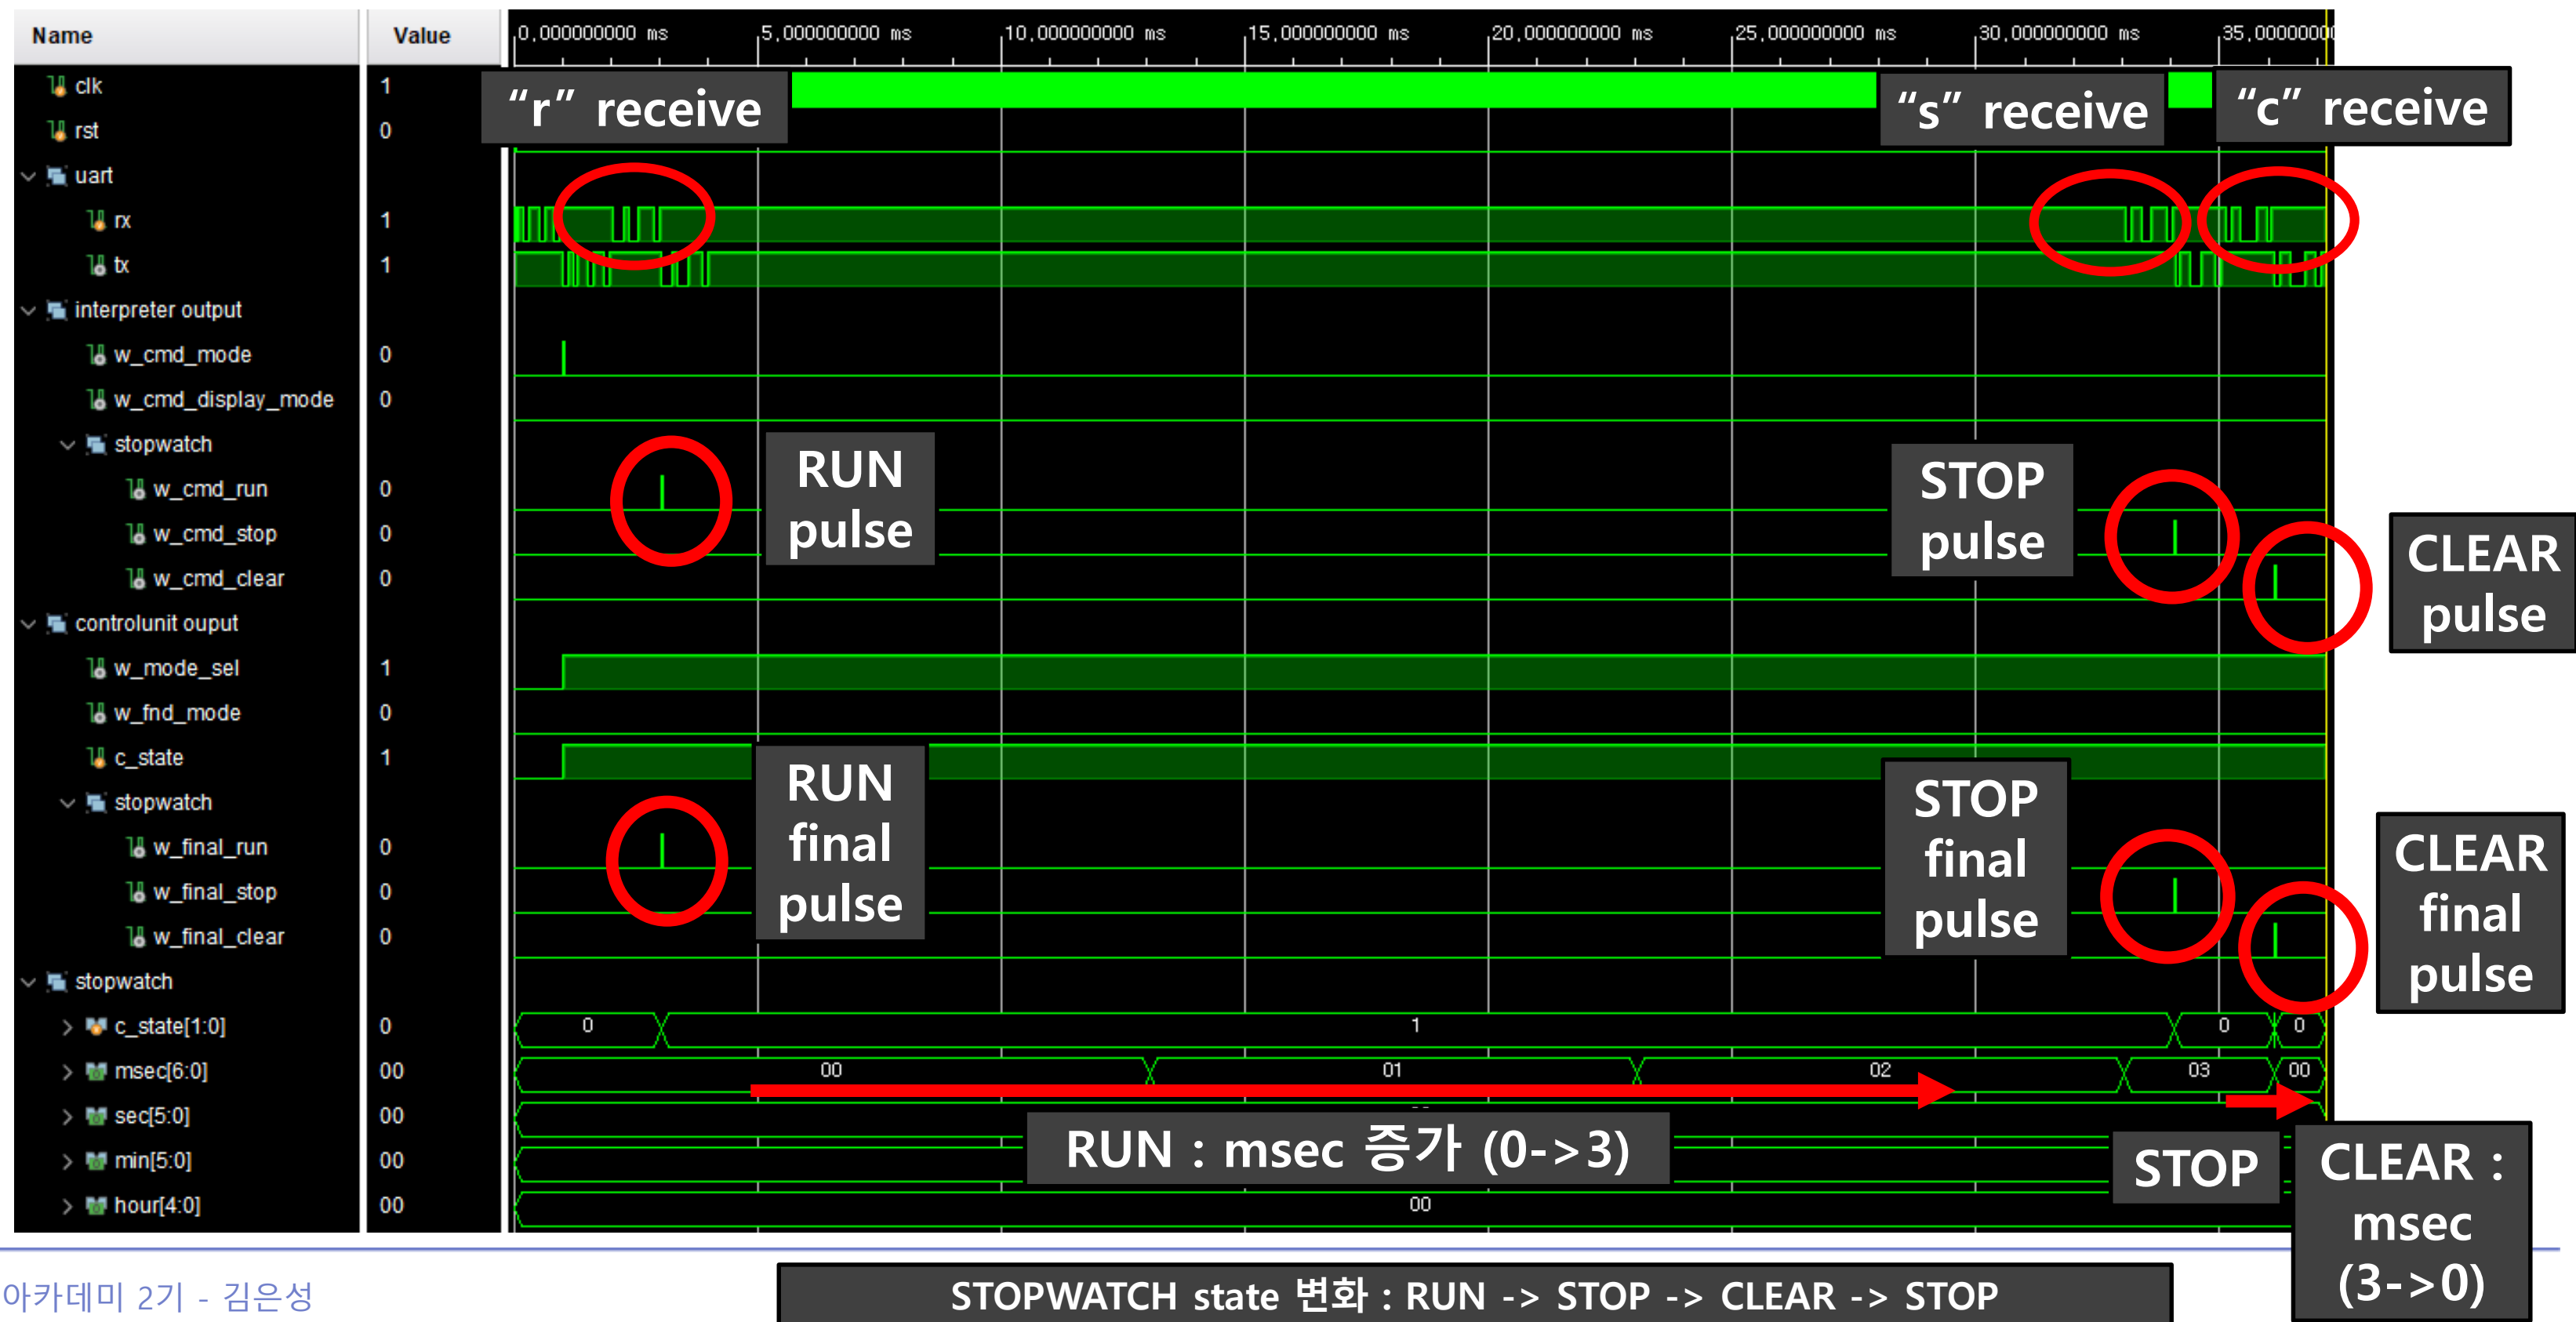 Name Value 0,000000000 ms 5,000000000 ms 10,000000000 ms 15,000000000 ms 20,000000000 ms 25,000000000 ms 30,000000000 ms 35,0000000
clk 1
"r" receive
"s" receive
"c" receive
rst 0
uart
rx 1
tx 1
interpreter output
w_cmd_mode 0
w_cmd_display_mode 0
stopwatch
w_cmd_run 0
w_cmd_stop 0
w_cmd_clear 0
RUN
pulse
STOP
pulse
CLEAR
pulse
controlunit ouput
w_mode_sel 1
w_fnd_mode 0
c_state 1
stopwatch
w_final_run 0
w_final_stop 0
w_final_clear 0
RUN
final
pulse
STOP
final
pulse
CLEAR
final
pulse
stopwatch
c_state[1:0] 0 0 1 0 0
msec[6:0] 00 00 01 02 03 00
sec[5:0] 00
min[5:0] 00
hour[4:0] 00 00
RUN : msec 증가 (0->3)
STOP
CLEAR :
msec
(3->0)
아카데미 2기 - 김은성
STOPWATCH state 변화 : RUN -> STOP -> CLEAR -> STOP